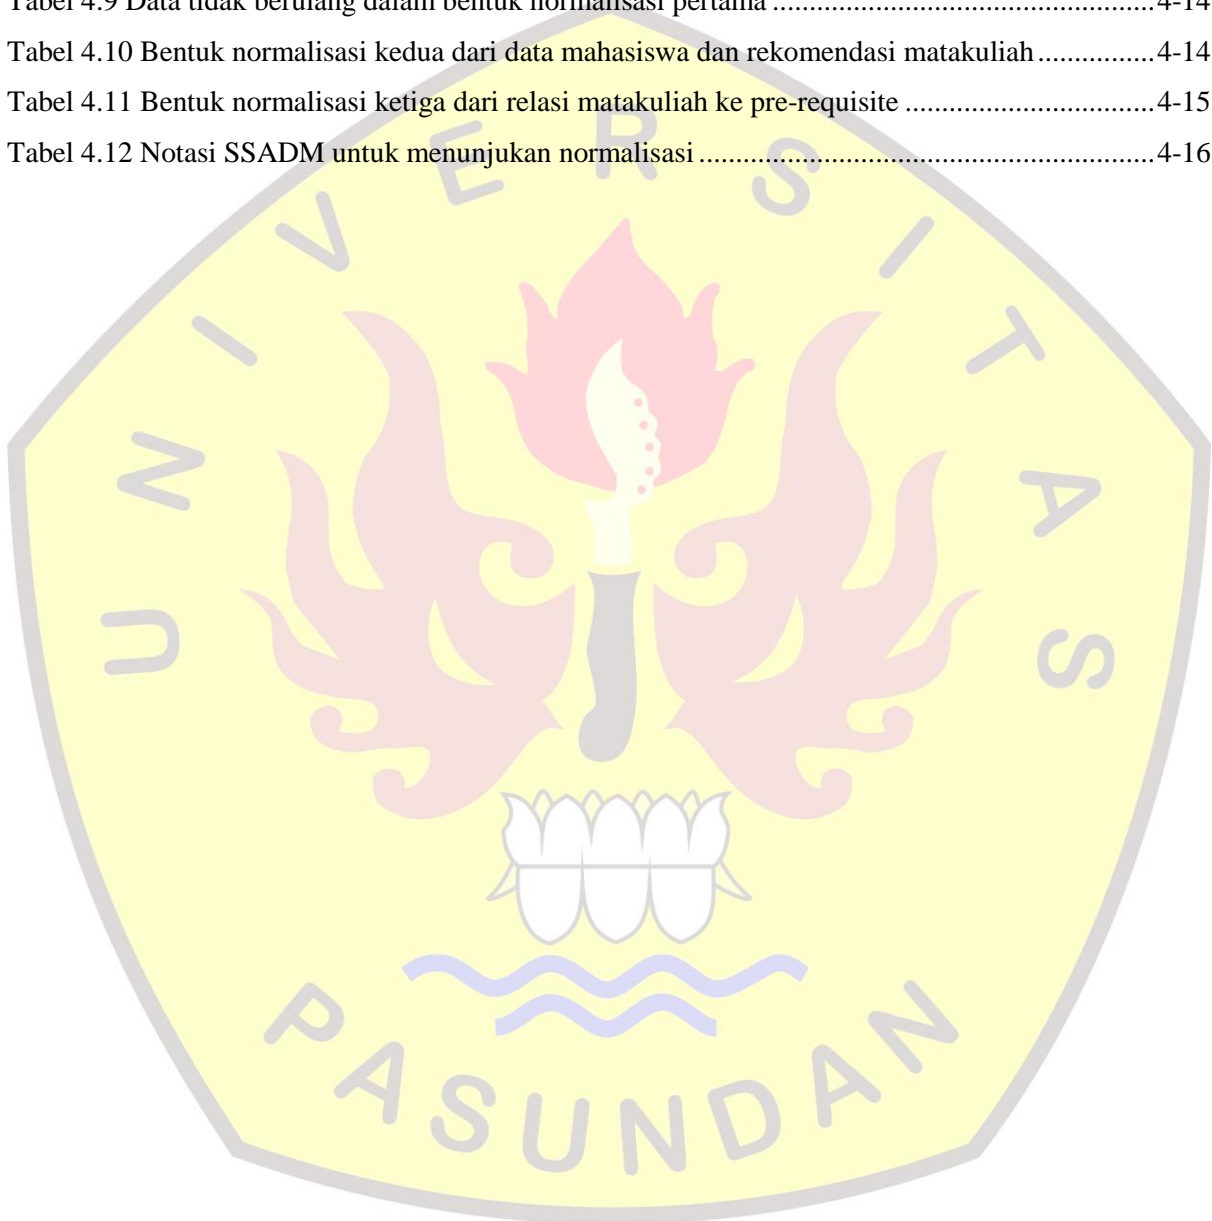 Tabel 4.9 Data tidak berulang dalam bentuk normalisasi pertama....................................................4-14
Tabel 4.10 Bentuk normalisasi kedua dari data mahasiswa dan rekomendasi matakuliah................4-14
Tabel 4.11 Bentuk normalisasi ketiga dari relasi matakuliah ke pre-requisite..................................4-15
Tabel 4.12 Notasi SSADM untuk menunjukan normalisasi..............................................................4-16
UNIVERSITAS
PASUNDAN